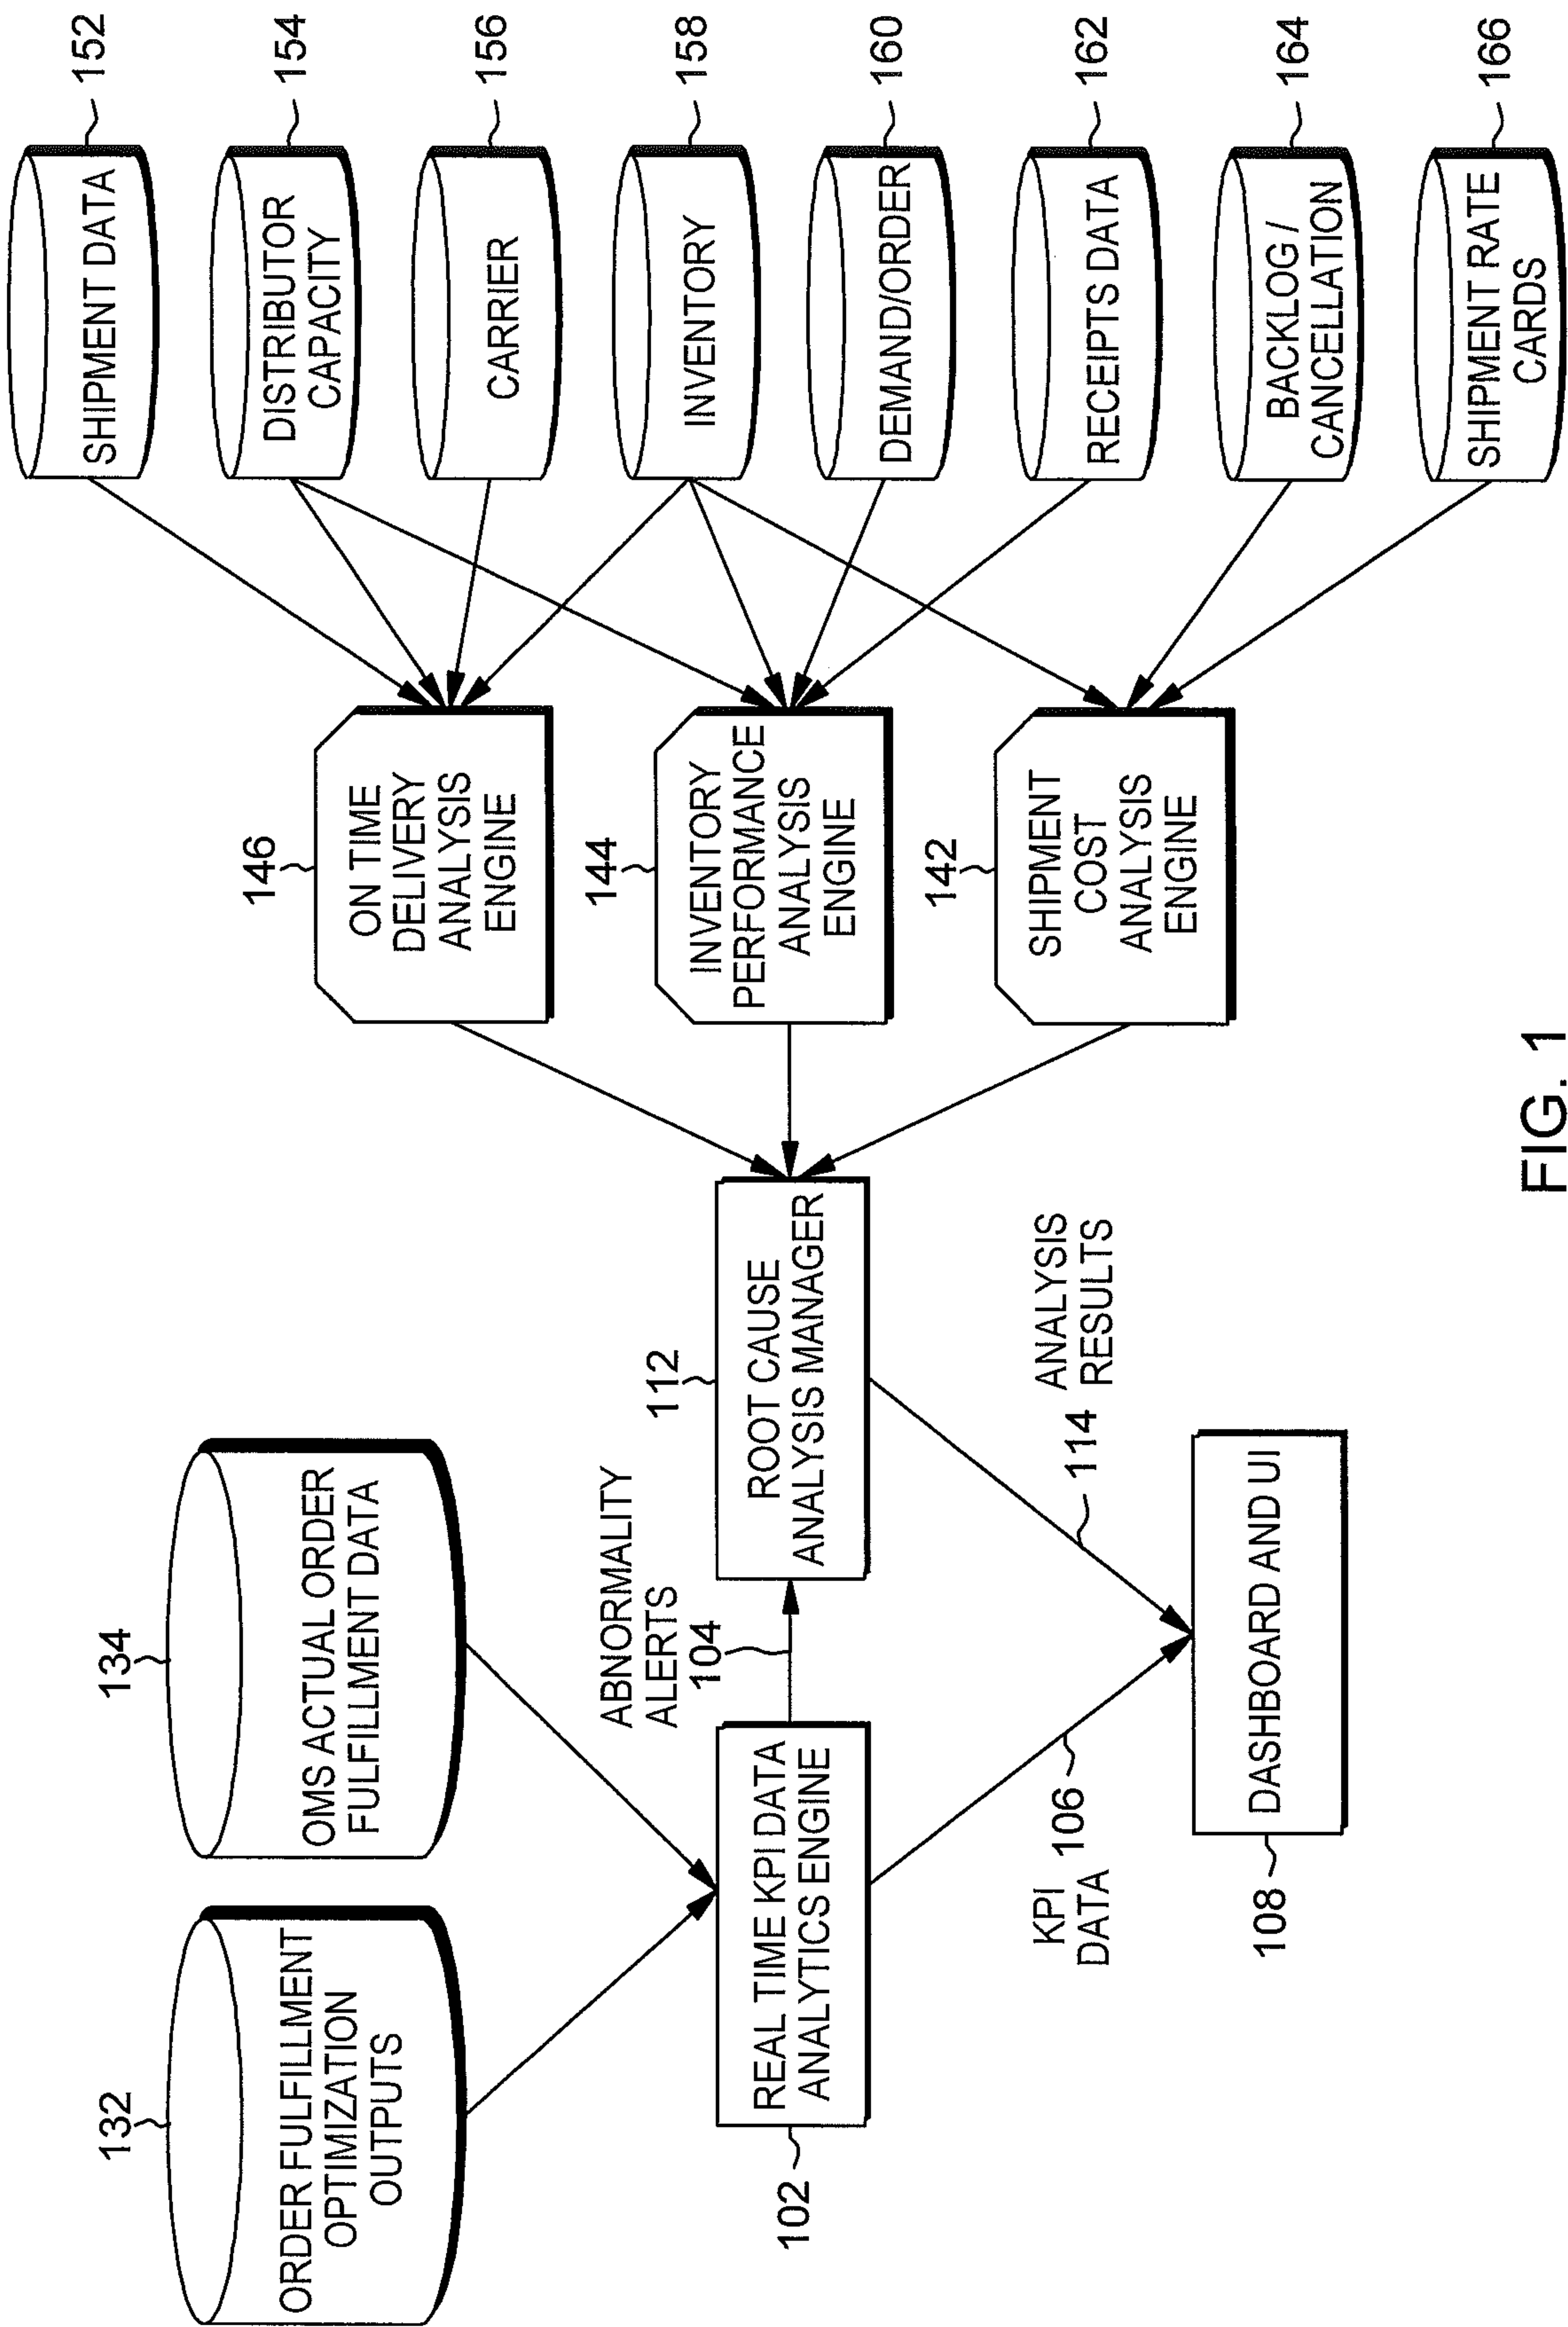 132
ORDER FULFILLMENT
OPTIMIZATION
OUTPUTS
134
OMS ACTUAL ORDER
FULFILLMENT DATA
102
REAL TIME KPI DATA
ANALYTICS ENGINE
ABNORMALITY
ALERTS
104
112
ROOT CAUSE
ANALYSIS MANAGER
KPI
DATA
106
114
ANALYSIS
RESULTS
108
DASHBOARD AND UI
146
ON TIME
DELIVERY
ANALYSIS
ENGINE
144
INVENTORY
PERFORMANCE
ANALYSIS
ENGINE
142
SHIPMENT
COST
ANALYSIS
ENGINE
SHIPMENT DATA
152
DISTRIBUTOR
CAPACITY
154
CARRIER
156
INVENTORY
158
DEMAND/ORDER
160
RECEIPTS DATA
162
BACKLOG /
CANCELLATION
164
SHIPMENT RATE
CARDS
166
FIG. 1